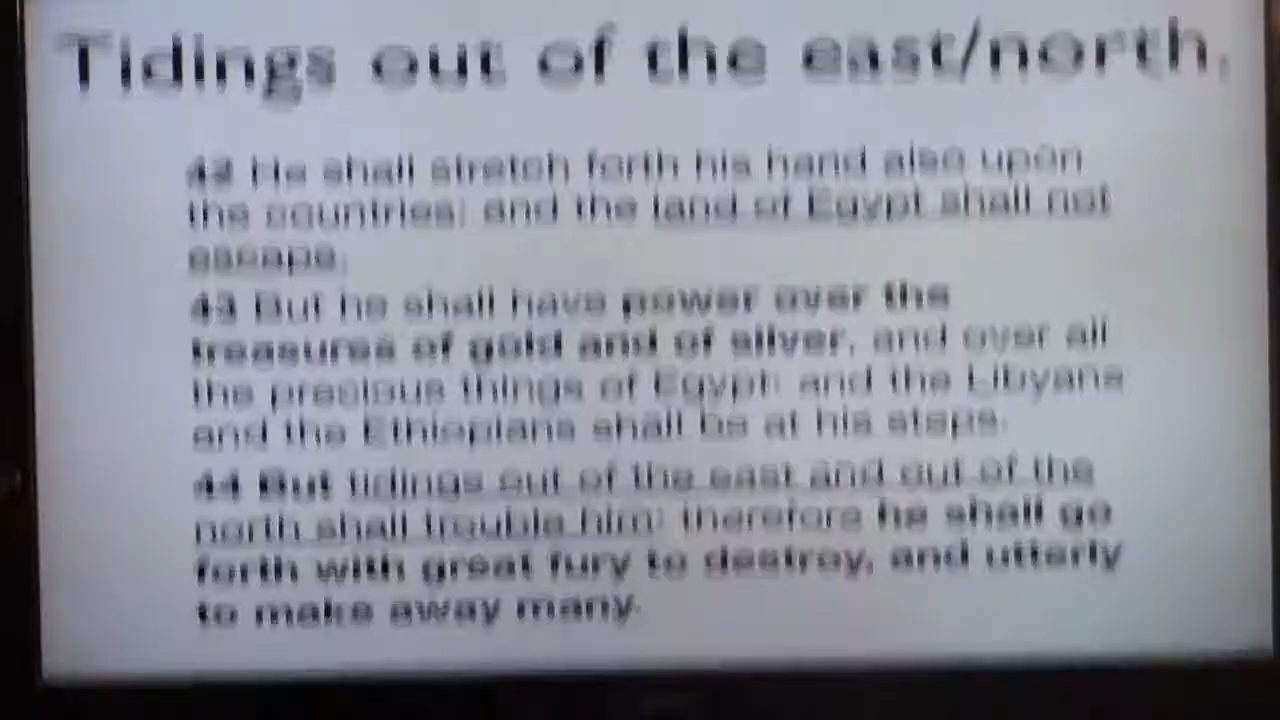 Tidings out of the east/north.
42 He shall stretch forth his hand also upon
the countries: and the land of Egypt shall not
escape.
43 But he shall have power over the
treasures of gold and of silver, and over all
the precious things of Egypt: and the Libyans
and the Ethiopians shall be at his steps.
44 But tidings out of the east and out of the
north shall trouble him: therefore he shall go
forth with great fury to destroy, and utterly
to make away many.